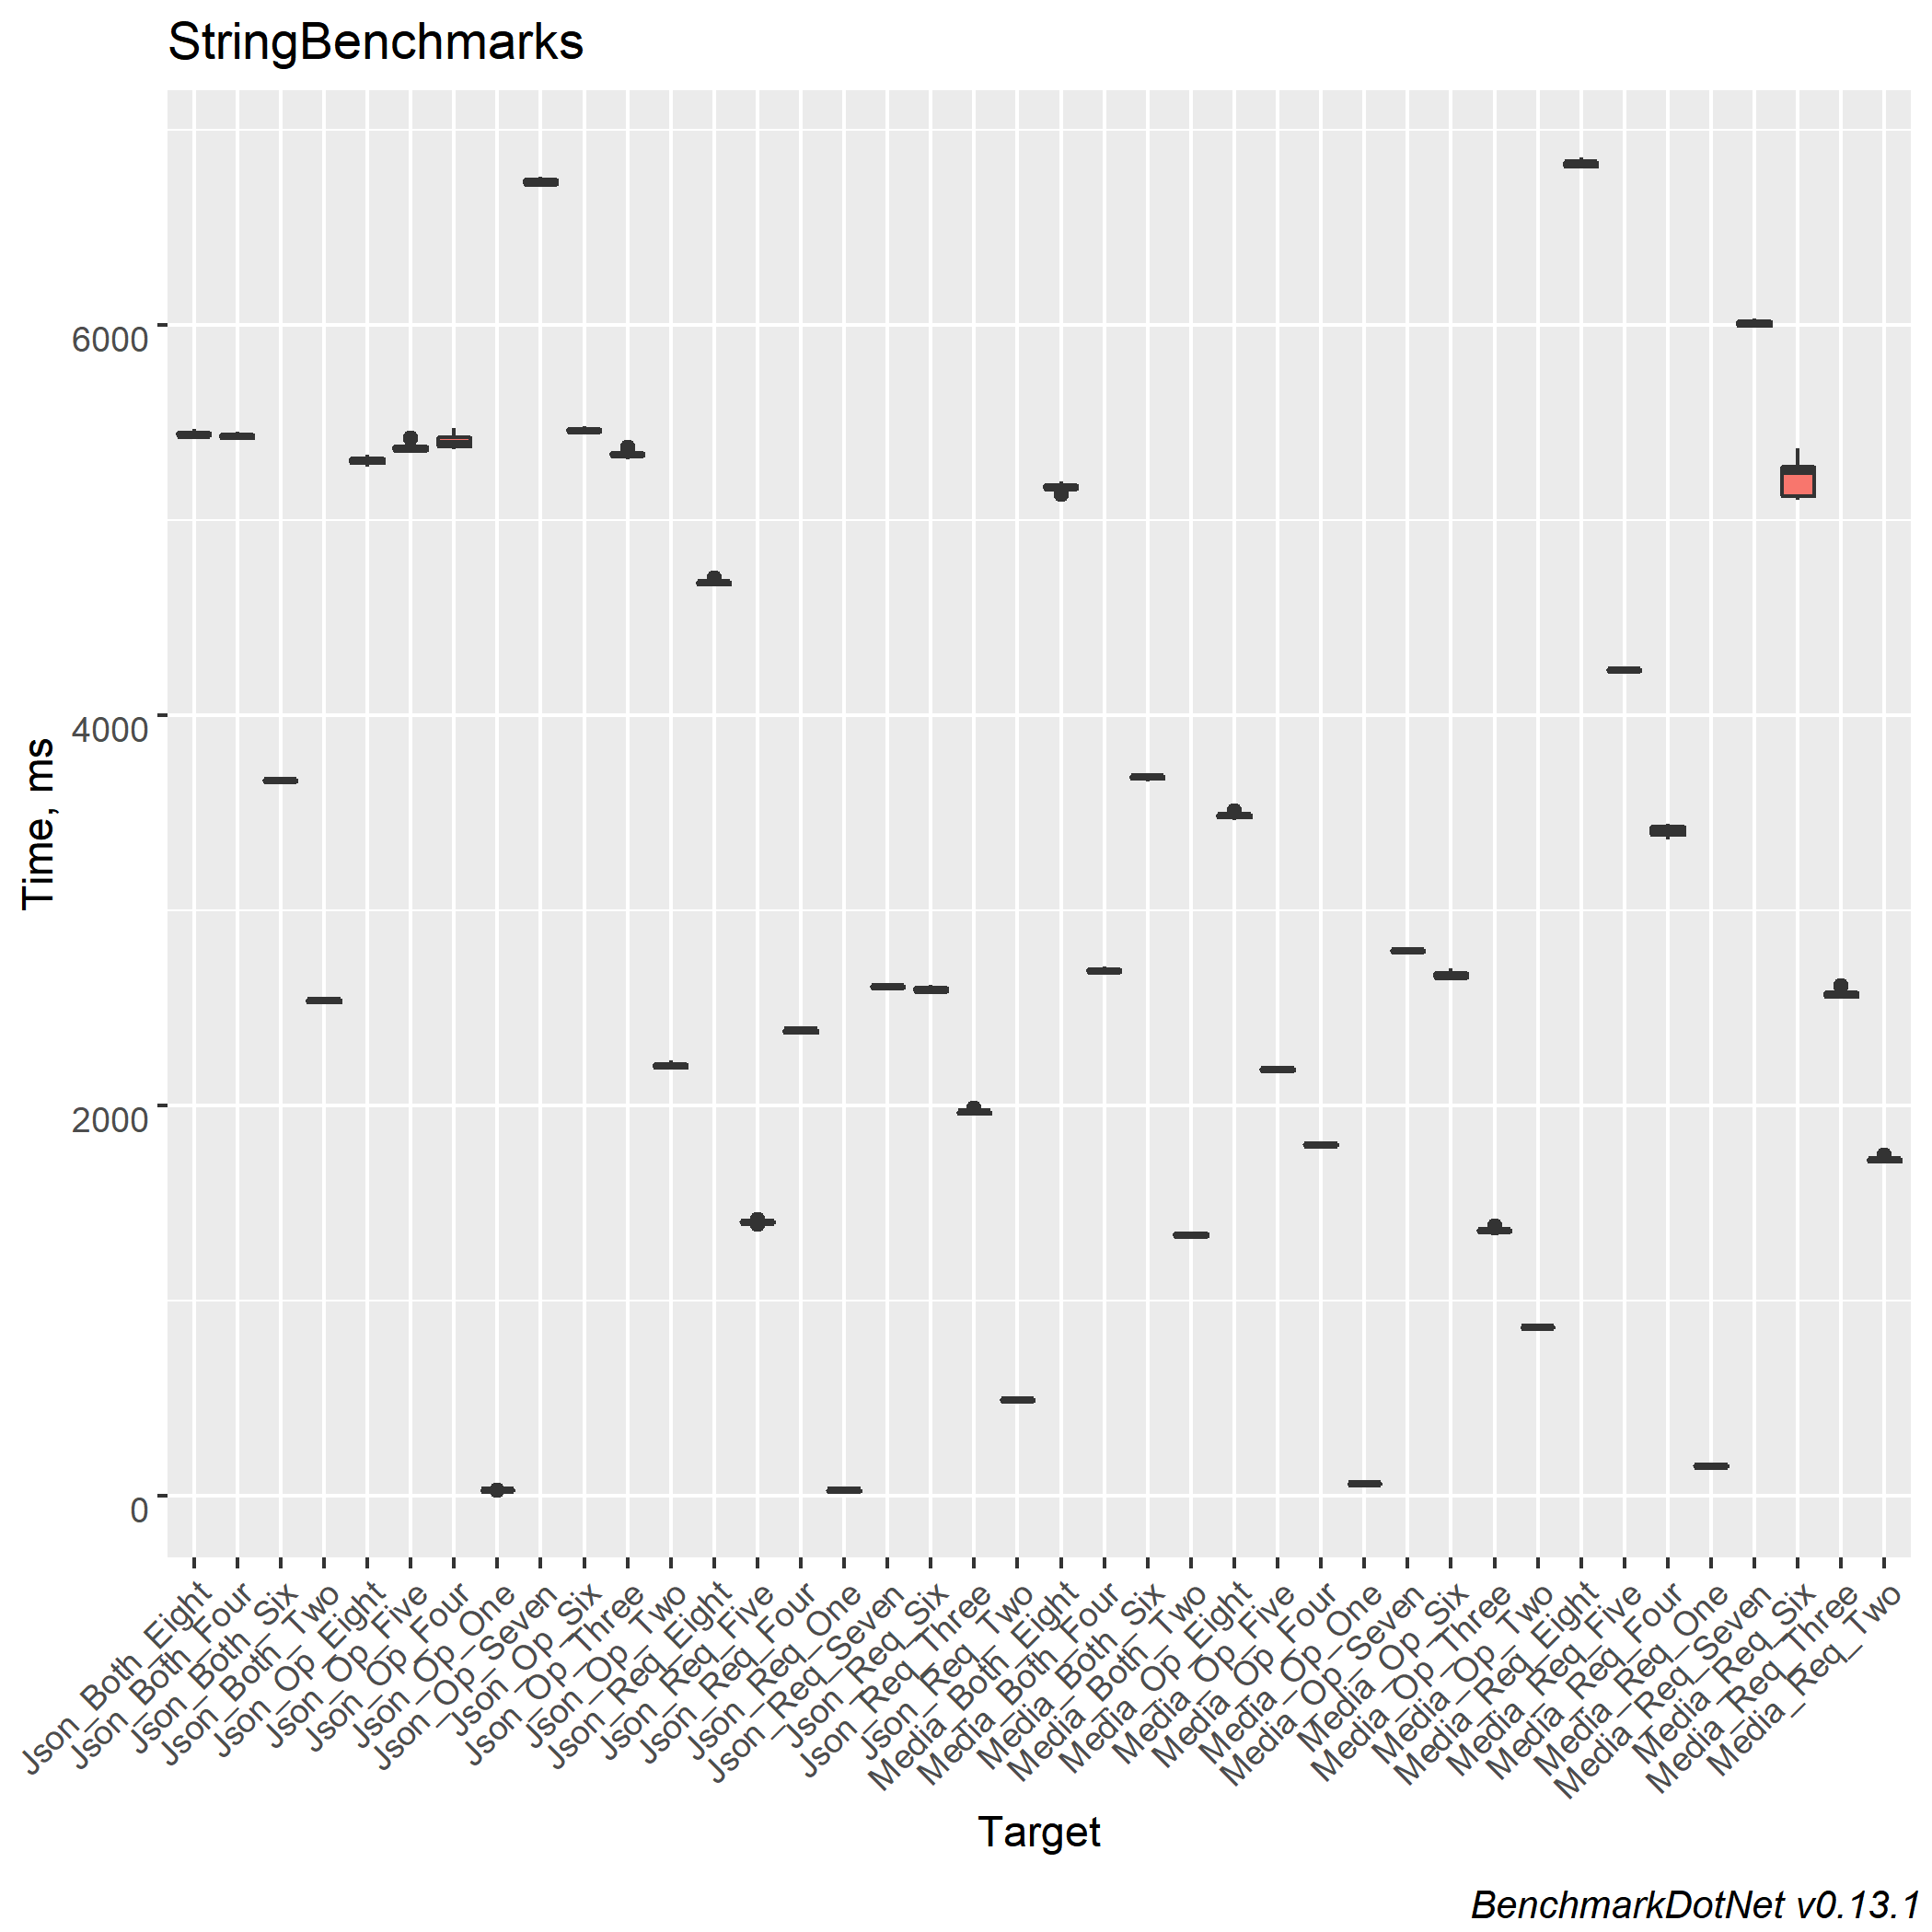 StringBenchmarks
Time, ms
6000
4000
2000
0
Json_Both_Eight
Json_Both_Four
Json_Both_Six
Json_Both_Two
Json_Op_Eight
Json_Op_Five
Json_Op_Four
Json_Op_One
Json_Op_Seven
Json_Op_Six
Json_Op_Three
Json_Op_Two
Json_Req_Eight
Json_Req_Five
Json_Req_Four
Json_Req_One
Json_Req_Seven
Json_Req_Six
Json_Req_Three
Json_Req_Two
Media_Both_Eight
Media_Both_Four
Media_Both_Six
Media_Both_Two
Media_Op_Eight
Media_Op_Five
Media_Op_Four
Media_Op_One
Media_Op_Seven
Media_Op_Six
Media_Op_Three
Media_Op_Two
Media_Req_Eight
Media_Req_Five
Media_Req_Four
Media_Req_One
Media_Req_Seven
Media_Req_Six
Media_Req_Three
Media_Req_Two
Target
BenchmarkDotNet v0.13.1